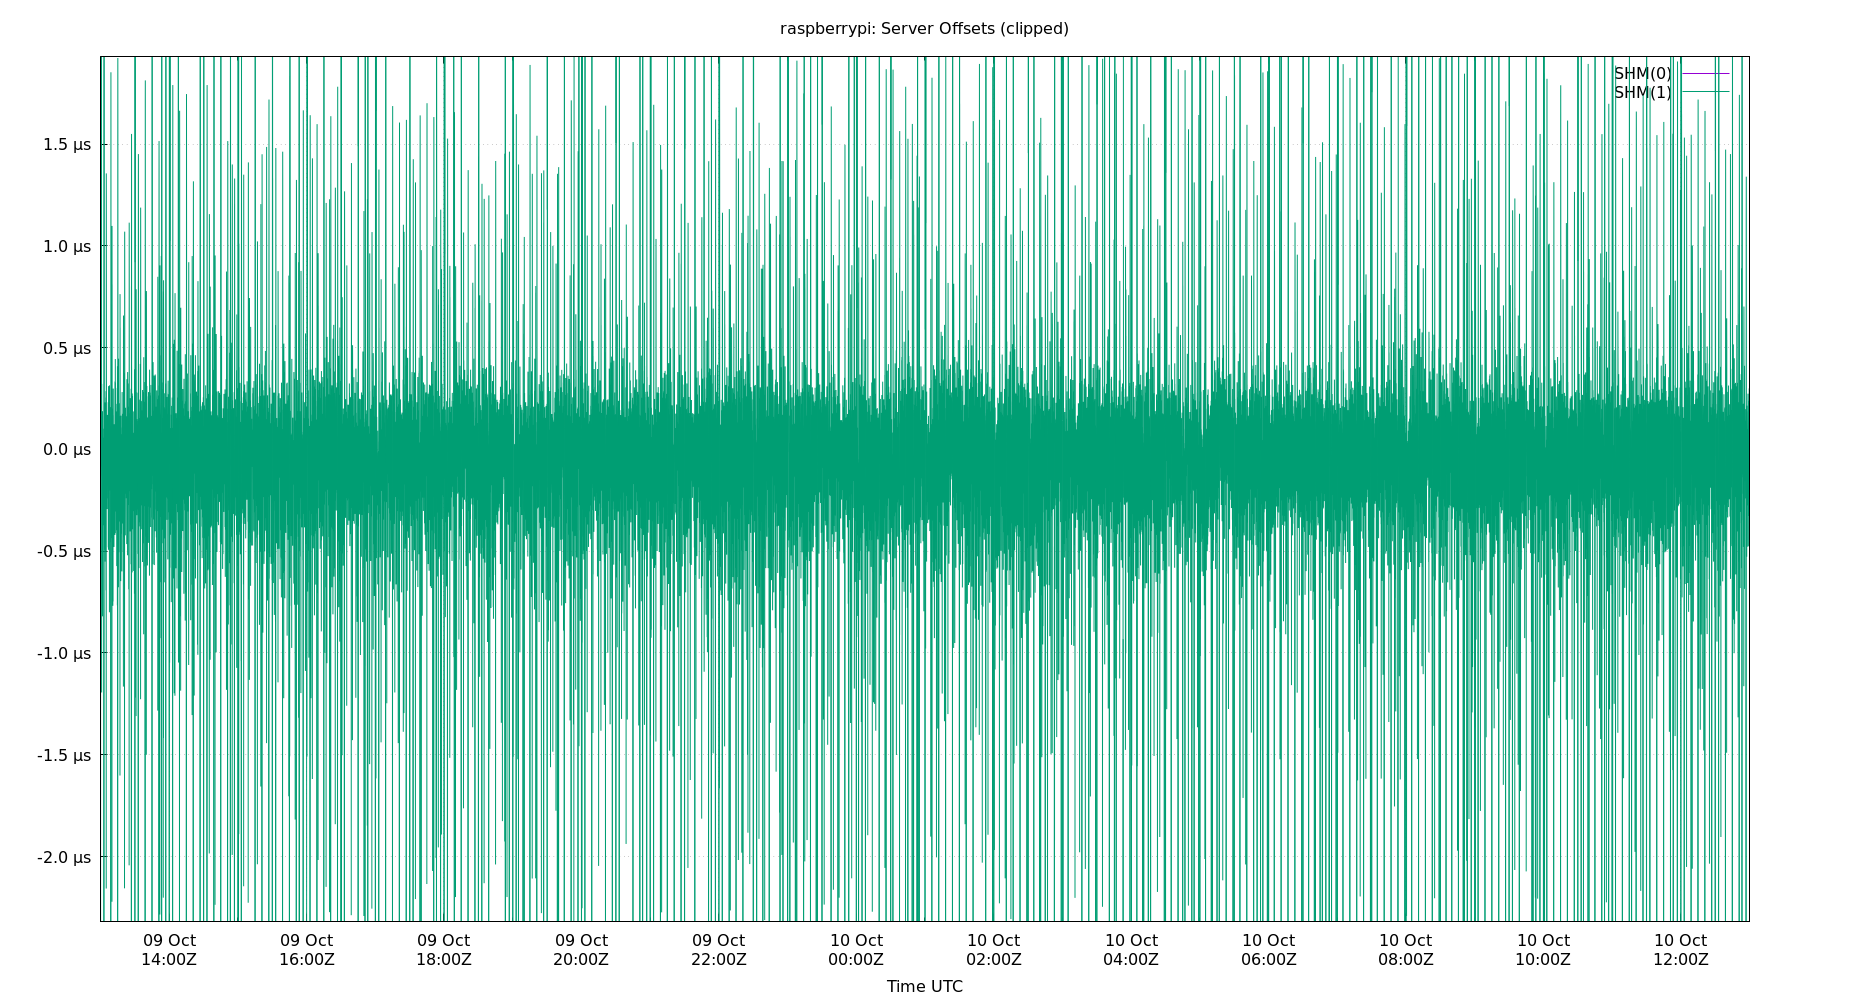 raspberrypi: Server Offsets (clipped)
SHM(0)
SHM(1)
1.5 µs
1.0 µs
0.5 µs
0.0 µs
-0.5 µs
-1.0 µs
-1.5 µs
-2.0 µs
09 Oct 09 Oct 09 Oct 09 Oct 09 Oct 10 Oct 10 Oct 10 Oct 10 Oct 10 Oct 10 Oct 10 Oct
14:00Z 16:00Z 18:00Z 20:00Z 22:00Z 00:00Z 02:00Z 04:00Z 06:00Z 08:00Z 10:00Z 12:00Z
Time UTC